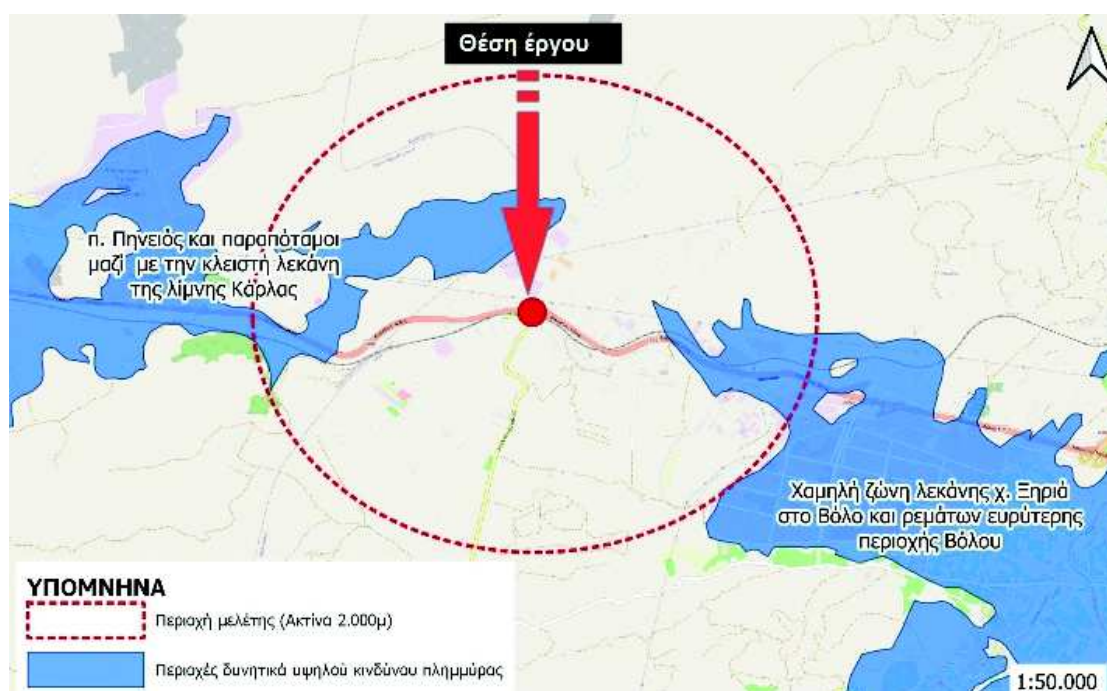 Θέση έργου
π. Πηνειός και παραπόταμοι
μαζί με την κλειστή λεκάνη
της λίμνης Κάρλας
Χαμηλή ζώνη λεκάνης χ. Ξηριά
στο Βόλο και ρεμάτων ευρύτερης
περιοχής Βόλου
ΥΠΟΜΝΗΜΑ
Περιοχή μελέτης (Ακτίνα 2.000μ)
Περιοχές δυνητικά υψηλού κινδύνου πλημμύρας
1:50.000